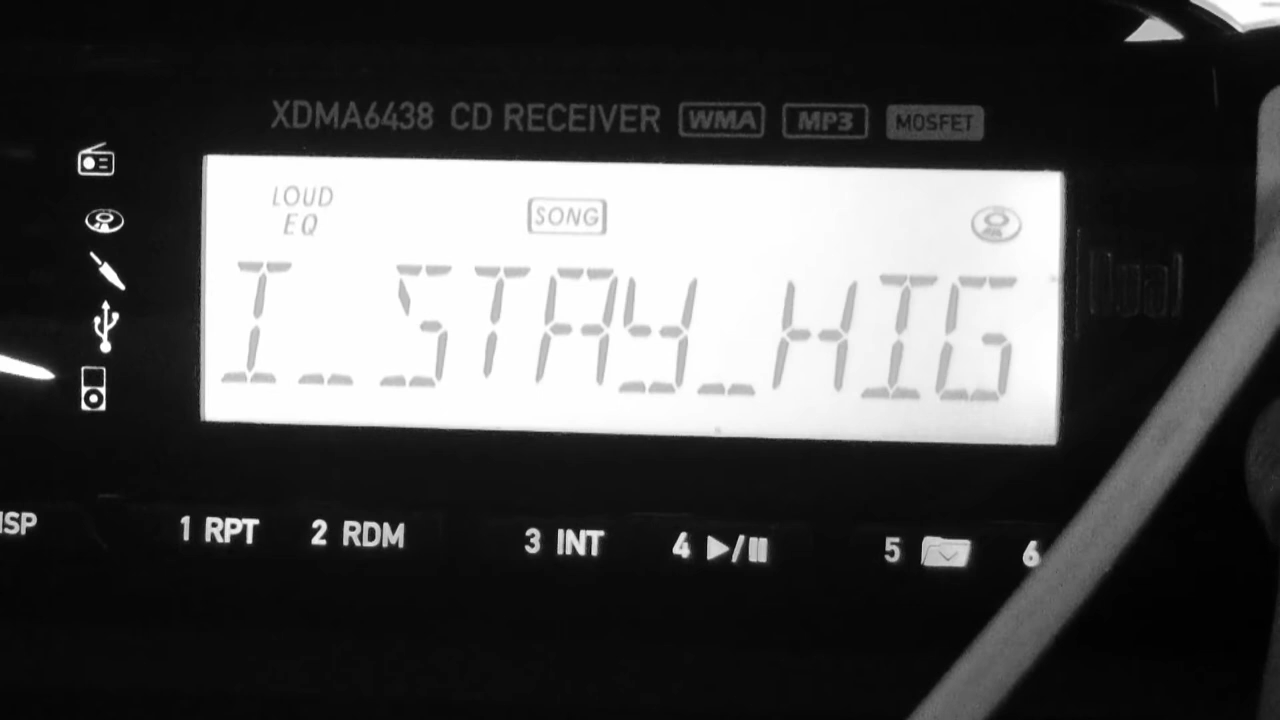 XDMA6438 CD RECEIVER WMA MP3 MOSFET
LOUD
EQ
SONG
I_STAY_HIG
Dual
1 RPT 2 RDM 3 INT 4 5 6